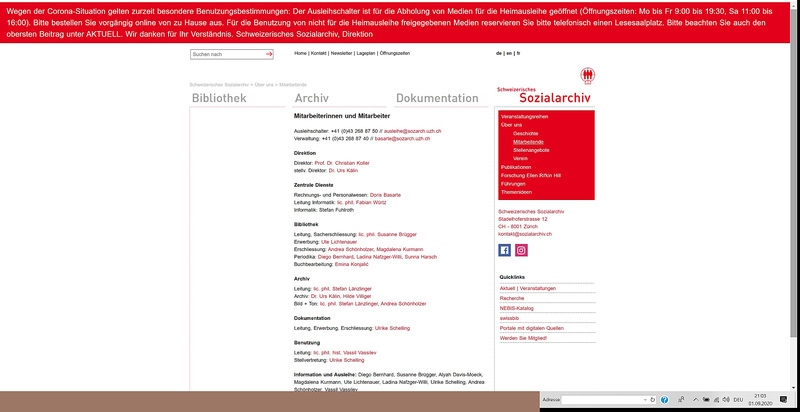 Wegen der Corona-Situation gelten zurzeit besondere Benutzungsbestimmungen: Der Ausleihschalter ist für die Abholung von Medien für die Heimausleihe geöffnet (Öffnungszeiten: Mo bis Fr 9:00 bis 19:30, Sa 11:00 bis
16:00). Bitte bestellen Sie vorgängig online von zu Hause aus. Für die Benutzung von nicht für die Heimausleihe freigegebenen Medien reservieren Sie bitte telefonisch einen Lesesaalplatz. Bitte beachten Sie auch den
obersten Beitrag unter AKTUELL. Wir danken für Ihr Verständnis. Schweizerisches Sozialarchiv, Direktion
Suchen nach
Home | Kontakt | Newsletter | Lageplan | Öffnungszeiten
de | en | fr
Schweizerisches Sozialarchiv > Über uns > Mitarbeitende
Bibliothek
Archiv
Dokumentation
Schweizerisches
Sozialarchiv
Mitarbeiterinnen und Mitarbeiter
Ausleihschalter: +41 (0)43 268 87 50 // ausleihe@sozarch.uzh.ch
Verwaltung: +41 (0)43 268 87 40 // basarte@sozarch.uzh.ch
Direktion
Direktor: Prof. Dr. Christian Koller
stellv. Direktor: Dr. Urs Kälin
Zentrale Dienste
Rechnungs- und Personalwesen: Doris Basarte
Leitung Informatik: lic. phil. Fabian Würtz
Informatik: Stefan Fuhlroth
Bibliothek
Leitung, Sacherschliessung: lic. phil. Susanne Brügger
Erwerbung: Ute Lichtenauer
Erschliessung: Andrea Schönholzer, Magdalena Kurmann
Periodika: Diego Bernhard, Ladina Nafzger-Willi, Sunna Harsch
Buchbearbeitung: Emina Konjalić
Archiv
Leitung: lic. phil. Stefan Länzlinger
Archiv: Dr. Urs Kälin, Hilde Villiger
Bild + Ton: lic. phil. Stefan Länzlinger, Andrea Schönholzer
Dokumentation
Leitung, Erwerbung, Erschliessung: Ulrike Schelling
Benutzung
Leitung: lic. phil. hist. Vassil Vassilev
Stellvertretung: Ulrike Schelling
Information und Ausleihe: Diego Bernhard, Susanne Brügger, Alyah Davis-Moeck,
Magdalena Kurmann, Ute Lichtenauer, Ladina Nafzger-Willi, Ulrike Schelling, Andrea
Schönholzer, Vassil Vassilev
Veranstaltungsreihen
Über uns
Geschichte
Mitarbeitende
Stellenangebote
Verein
Publikationen
Forschung Ellen Rifkin Hill
Führungen
Themendeien
Schweizerisches Sozialarchiv
Stadelhoferstrasse 12
CH - 8001 Zürich
kontakt@sozialarchiv.ch
Quicklinks
Aktuell | Veranstaltungen
Recherche
NEBIS-Katalog
swissbib
Portale mit digitalen Quellen
Werden Sie Mitglied!
Adresse
DEU
21:03
01.09.2020